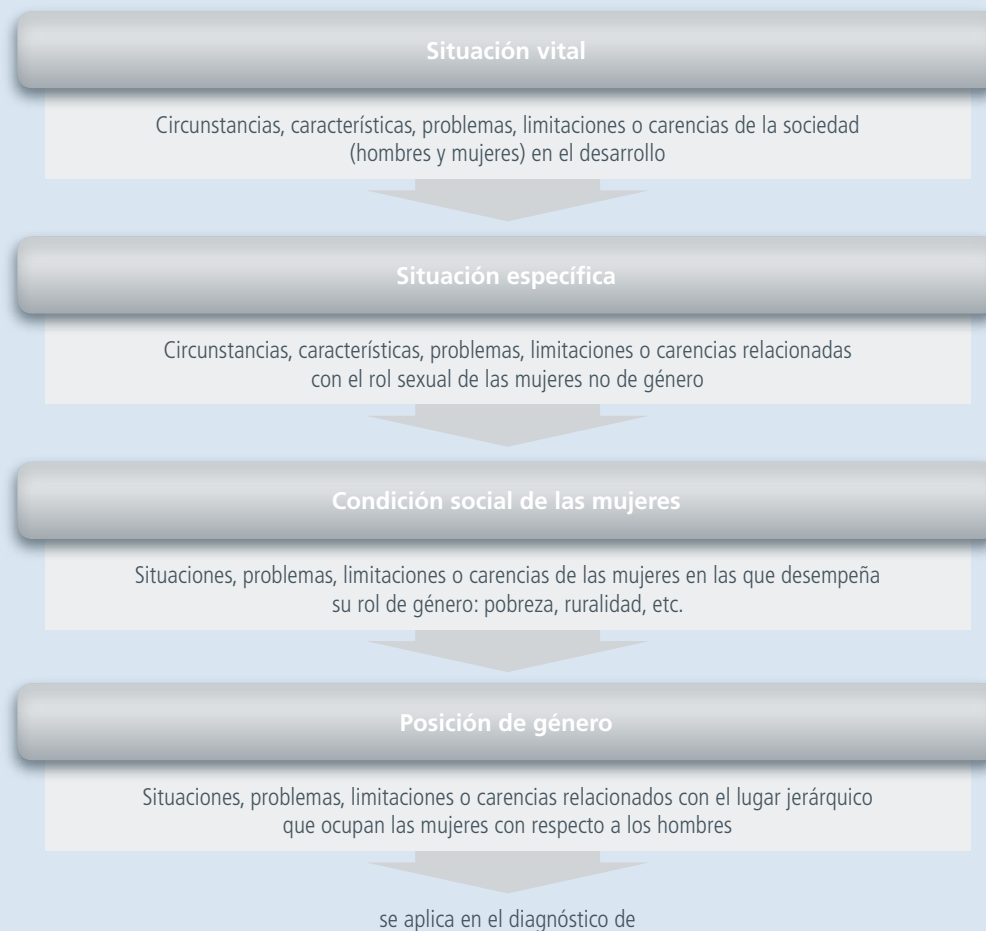 Situación vital
Circunstancias, características, problemas, limitaciones o carencias de la sociedad
(hombres y mujeres) en el desarrollo
Situación específica
Circunstancias, características, problemas, limitaciones o carencias relacionadas
con el rol sexual de las mujeres no de género
Condición social de las mujeres
Situaciones, problemas, limitaciones o carencias de las mujeres en las que desempeña
su rol de género: pobreza, ruralidad, etc.
Posición de género
Situaciones, problemas, limitaciones o carencias relacionados con el lugar jerárquico
que ocupan las mujeres con respecto a los hombres
se aplica en el diagnóstico de